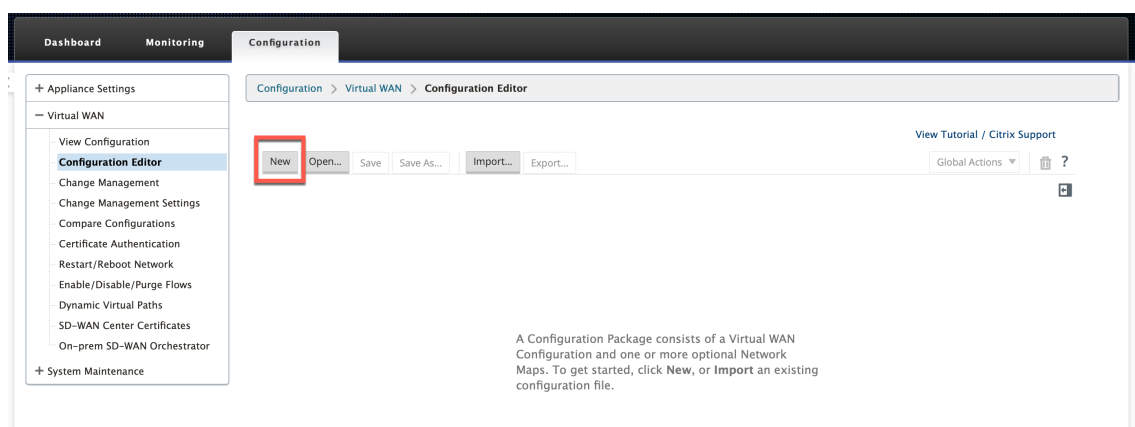 Dashboard Monitoring Configuration
+ Appliance Settings
Configuration > Virtual WAN > Configuration Editor
− Virtual WAN
View Configuration
Configuration Editor
Change Management
Change Management Settings
Compare Configurations
Certificate Authentication
Restart/Reboot Network
Enable/Disable/Purge Flows
Dynamic Virtual Paths
SD-WAN Center Certificates
On-prem SD-WAN Orchestrator
+ System Maintenance
View Tutorial / Citrix Support
New Open... Save Save As... Import... Export... Global Actions ▼ ?
A Configuration Package consists of a Virtual WAN
Configuration and one or more optional Network
Maps. To get started, click New, or Import an existing
configuration file.